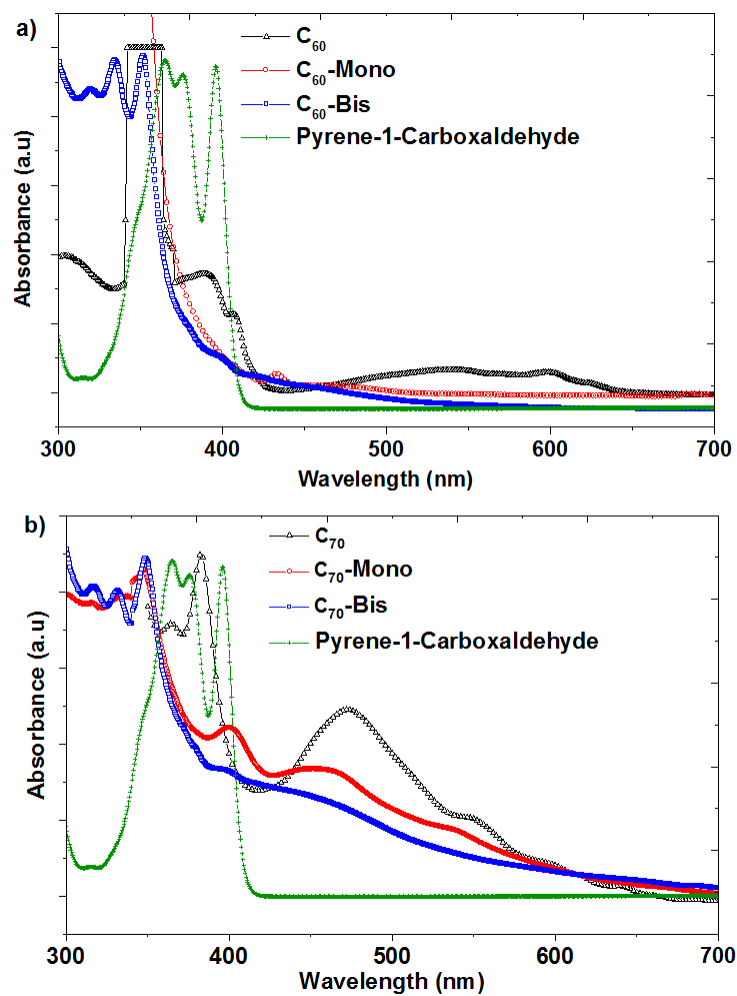 a)
C60
C60-Mono
C60-Bis
Pyrene-1-Carboxaldehyde
Absorbance (a.u)
300 400 500 600 700
Wavelength (nm)
b)
C70
C70-Mono
C70-Bis
Pyrene-1-Carboxaldehyde
Absorbance (a.u)
300 400 500 600 700
Wavelength (nm)